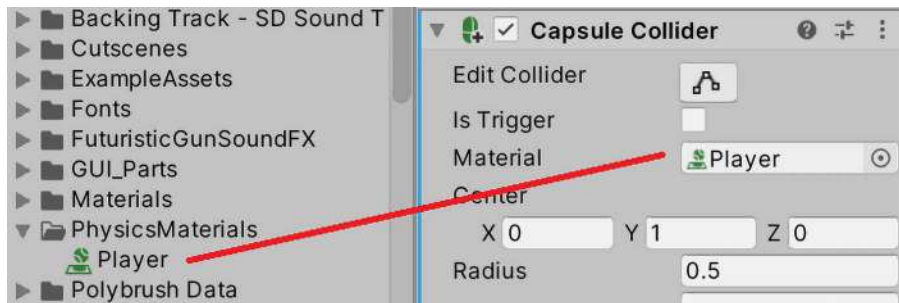 Backing Track - SD Sound T
Cutscenes
ExampleAssets
Fonts
FuturisticGunSoundFX
GUI_Parts
Materials
PhysicsMaterials
Player
Polybrush Data
Capsule Collider
Edit Collider
Is Trigger
Material Player
Center
X 0 Y 1 Z 0
Radius 0.5